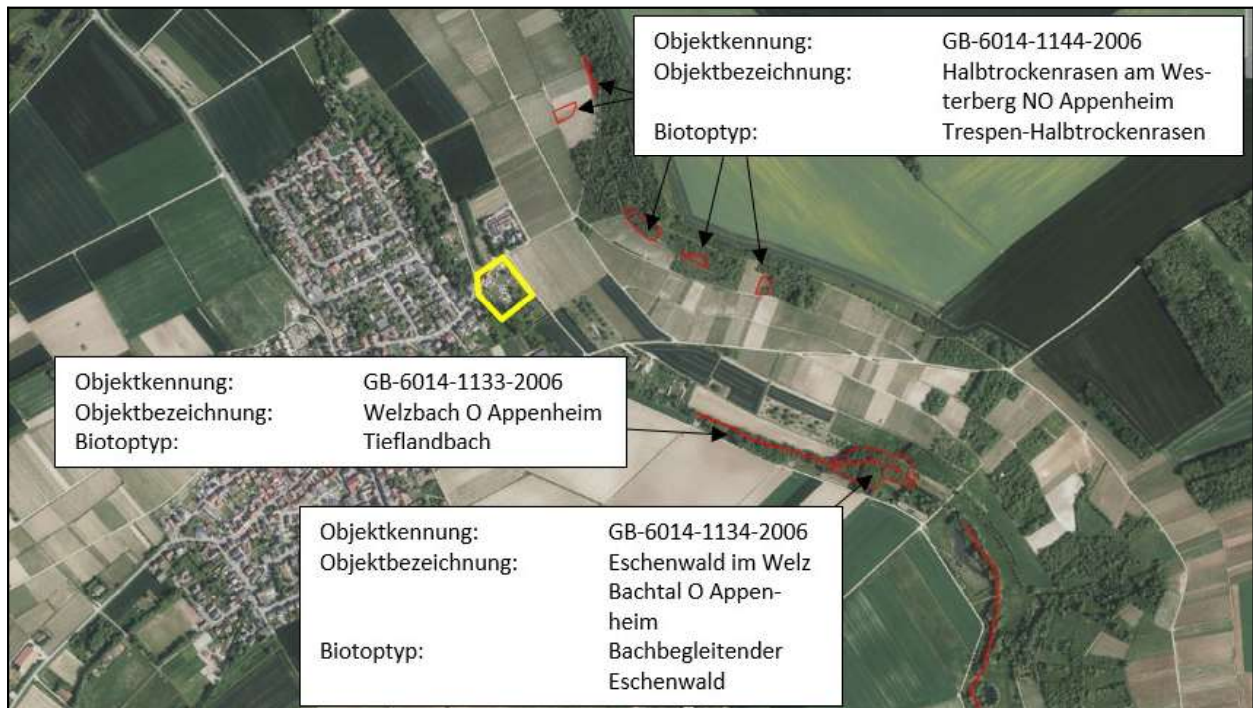 Objektkennung: GB-6014-1144-2006
Objektbezeichnung: Halbtrockenrasen am Wes-
terberg NO Appenheim
Biotoptyp: Trespen-Halbtrockenrasen
Objektkennung: GB-6014-1133-2006
Objektbezeichnung: Welzbach O Appenheim
Biotoptyp: Tieflandbach
Objektkennung: GB-6014-1134-2006
Objektbezeichnung: Eschenwald im Welz
Bachtal O Appen-
heim
Biotoptyp: Bachbegleitender
Eschenwald